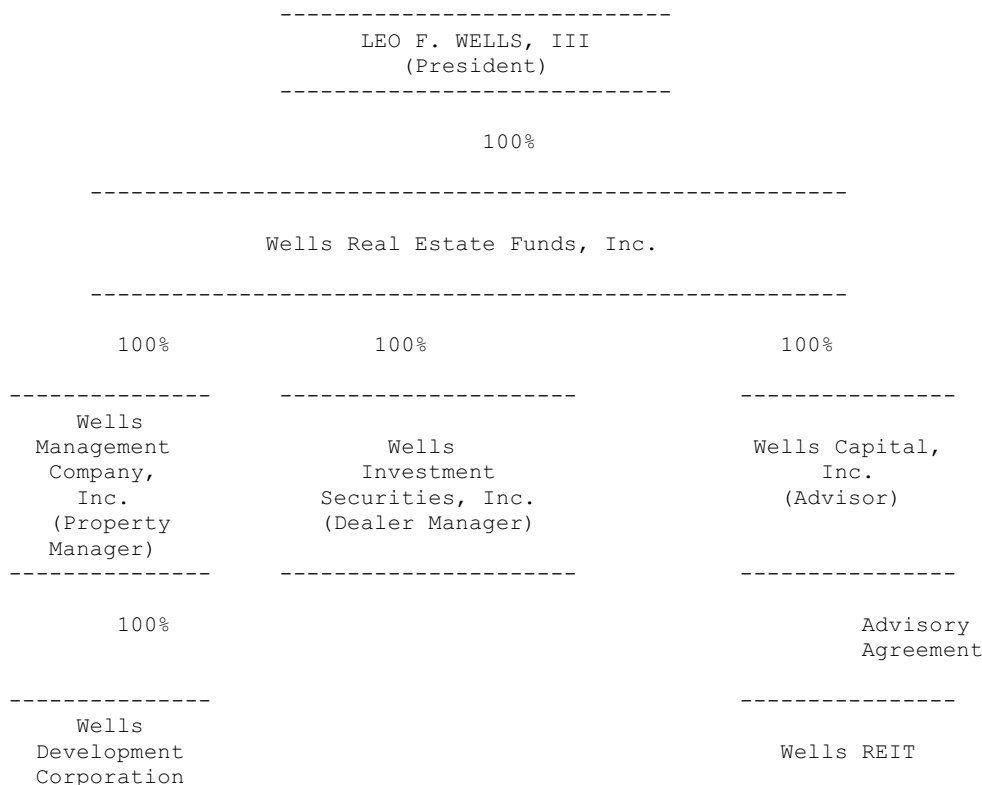 -----------------------------
LEO F. WELLS, III
(President)
-----------------------------
100%
--------------------------------------------------------
Wells Real Estate Funds, Inc.
--------------------------------------------------------
100% 100% 100%
--------------- ---------------------- ----------------
Wells
Management Wells Wells Capital,
Company, Investment Inc.
Inc. Securities, Inc. (Advisor)
(Property (Dealer Manager)
Manager)
--------------- ---------------------- ----------------
100% Advisory
Agreement
--------------- ----------------
Wells
Development Wells REIT
Corporation